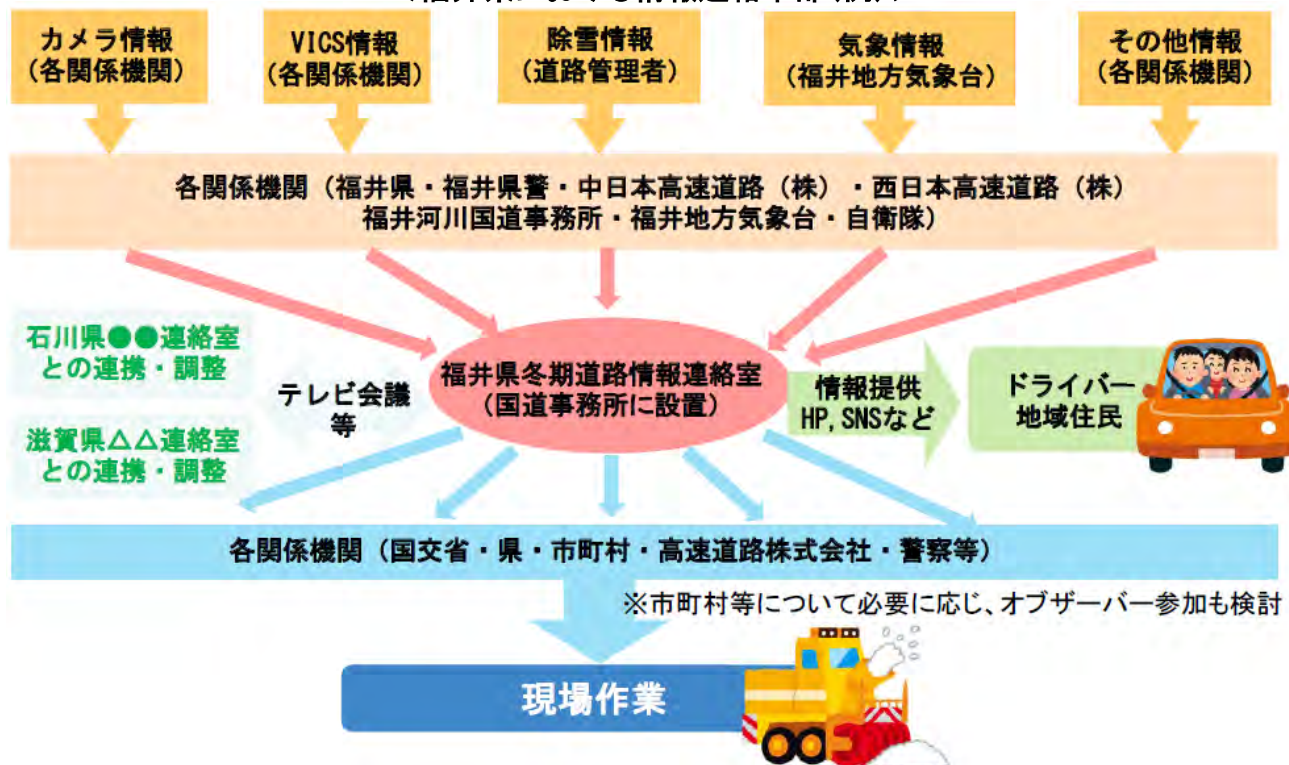 カメラ情報
(各関係機関)
VICS情報
(各関係機関)
除雪情報
(道路管理者)
気象情報
(福井地方気象台)
その他情報
(各関係機関)
各関係機関(福井県・福井県警・中日本高速道路(株)・西日本高速道路(株)
福井河川国道事務所・福井地方気象台・自衛隊)
石川県●●連絡室
との連携・調整
滋賀県△△連絡室
との連携・調整
テレビ会議
等
福井県冬期道路情報連絡室
(国道事務所に設置)
情報提供
HP,SNSなど
ドライバー
地域住民
各関係機関(国交省・県・市町村・高速道路株式会社・警察等)
※市町村等について必要に応じ、オブザーバー参加も検討
現場作業